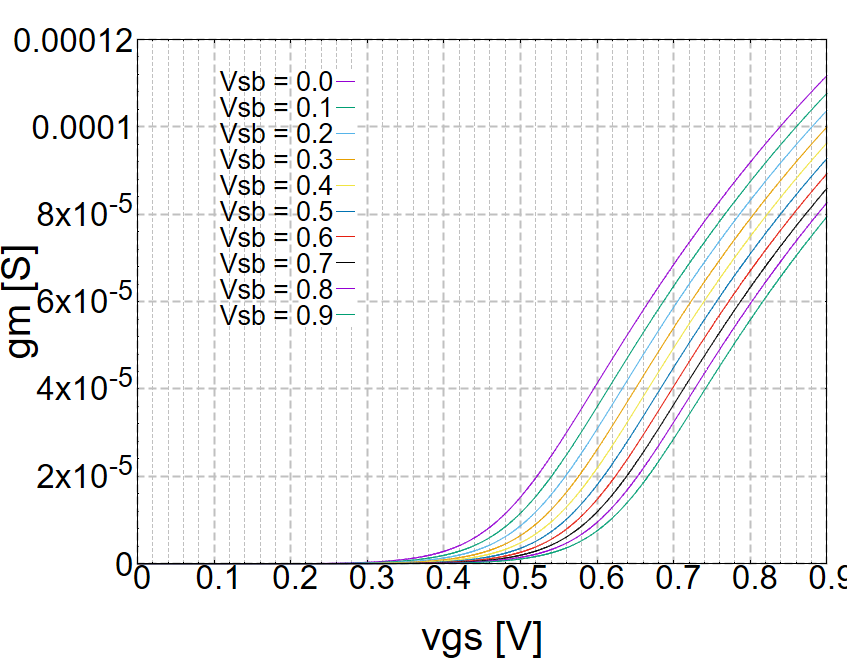 0.00012
0.0001
8x10-5
6x10-5
4x10-5
2x10-5
0
gm [S]
Vsb = 0.0
Vsb = 0.1
Vsb = 0.2
Vsb = 0.3
Vsb = 0.4
Vsb = 0.5
Vsb = 0.6
Vsb = 0.7
Vsb = 0.8
Vsb = 0.9
0 0.1 0.2 0.3 0.4 0.5 0.6 0.7 0.8 0.9
vgs [V]